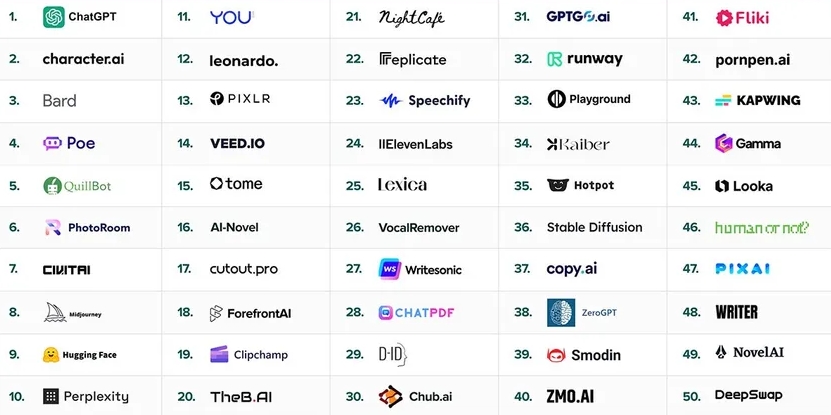 1. ChatGPT
2. character.ai
3. Bard
4. Poe
5. QuillBot
6. PhotoRoom
7. CIVITAI
8. Midjourney
9. Hugging Face
10. Perplexity
11. YOU
12. leonardo.
13. PIXLR
14. VEED.IO
15. tome
16. AI-Novel
17. cutout.pro
18. ForefrontAI
19. Clipchamp
20. TheB.AI
21. NightCafé
22. replicate
23. Speechify
24. IIElevenLabs
25. Lexica
26. VocalRemover
27. WS Writesonic
28. CHATPDF
29. D-ID
30. Chub.ai
31. GPTGO.ai
32. runway
33. Playground
34. Kaiber
35. Hotpot
36. Stable Diffusion
37. copy.ai
38. ZeroGPT
39. Smodin
40. ZMO.AI
41. Fliki
42. pornpen.ai
43. KAPWING
44. Gamma
45. Looka
46. human or not?
47. PIXAI
48. WRITER
49. NovelAI
50. DeepSwap